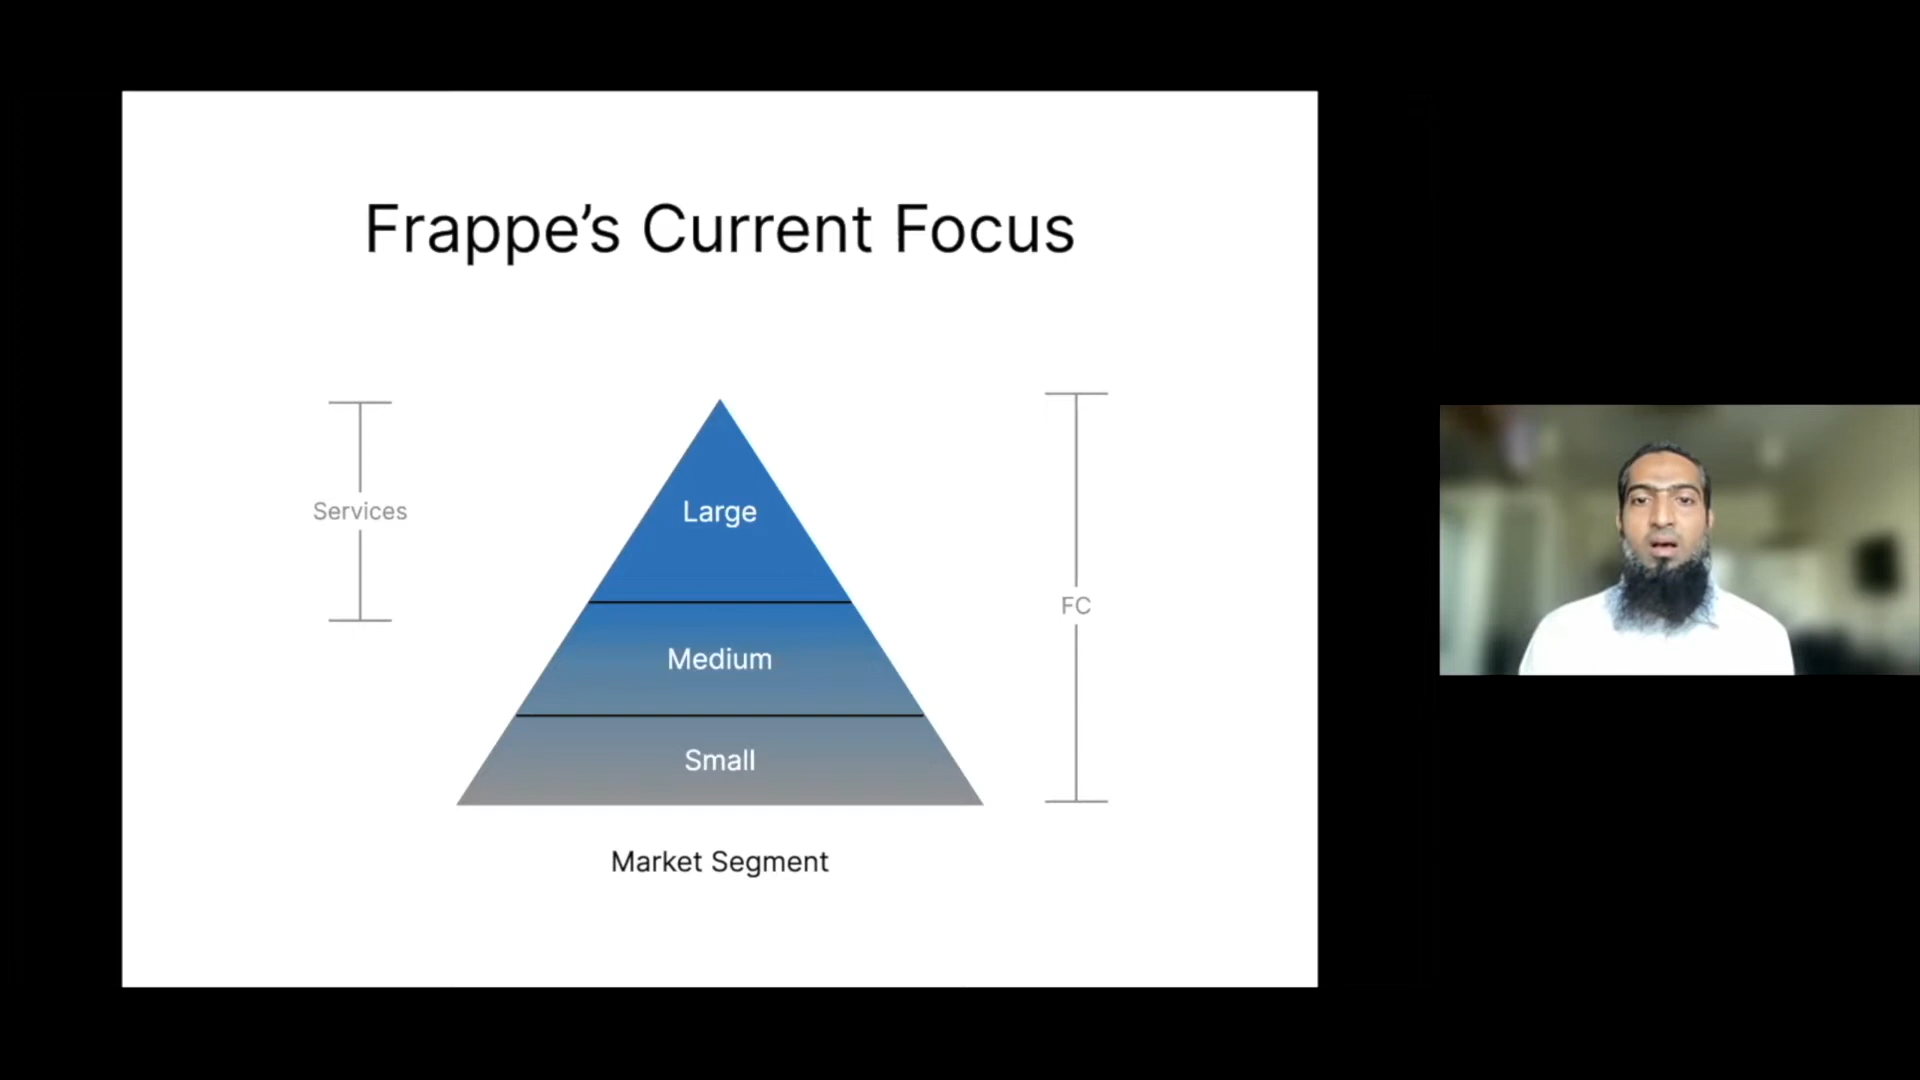 Frappe’s Current Focus
Services
Large
FC
Medium
Small
Market Segment